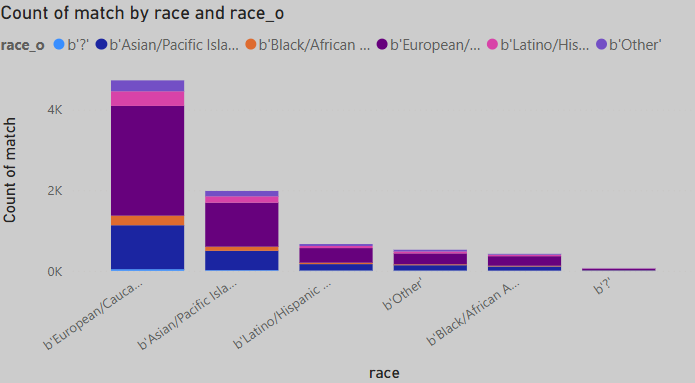 Count of match by race and race_o
race_o b'?' b'Asian/Pacific Isla... b'Black/African ... b'European/... b'Latino/His... b'Other'
Count of match
4K
2K
0K
b'European/Cauca...
b'Asian/Pacific Isla...
b'Latino/Hispanic ...
b'Other'
b'Black/African A...
b'?'
race